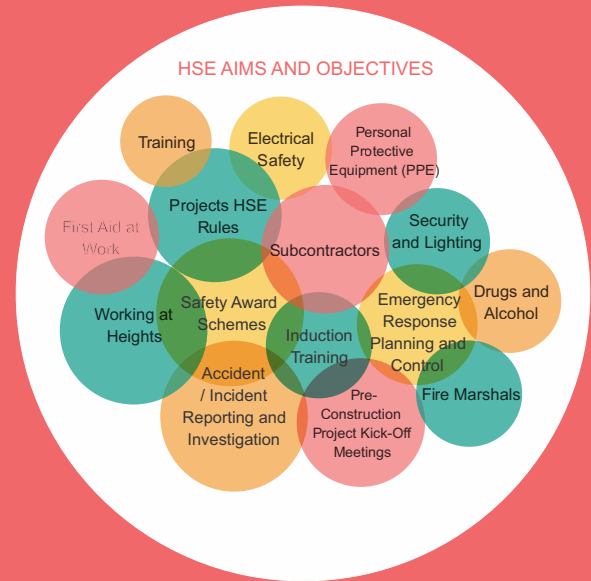 HSE AIMS AND OBJECTIVES
Training
Electrical
Safety
Personal
Protective
Equipment (PPE)
First Aid at
Work
Projects HSE
Rules
Subcontractors
Security
and Lighting
Working at
Heights
Safety Award
Schemes
Induction
Training
Emergency
Response
Planning and
Control
Drugs and
Alcohol
Accident
/ Incident
Reporting and
Investigation
Pre-
Construction
Project Kick-Off
Meetings
Fire Marshals